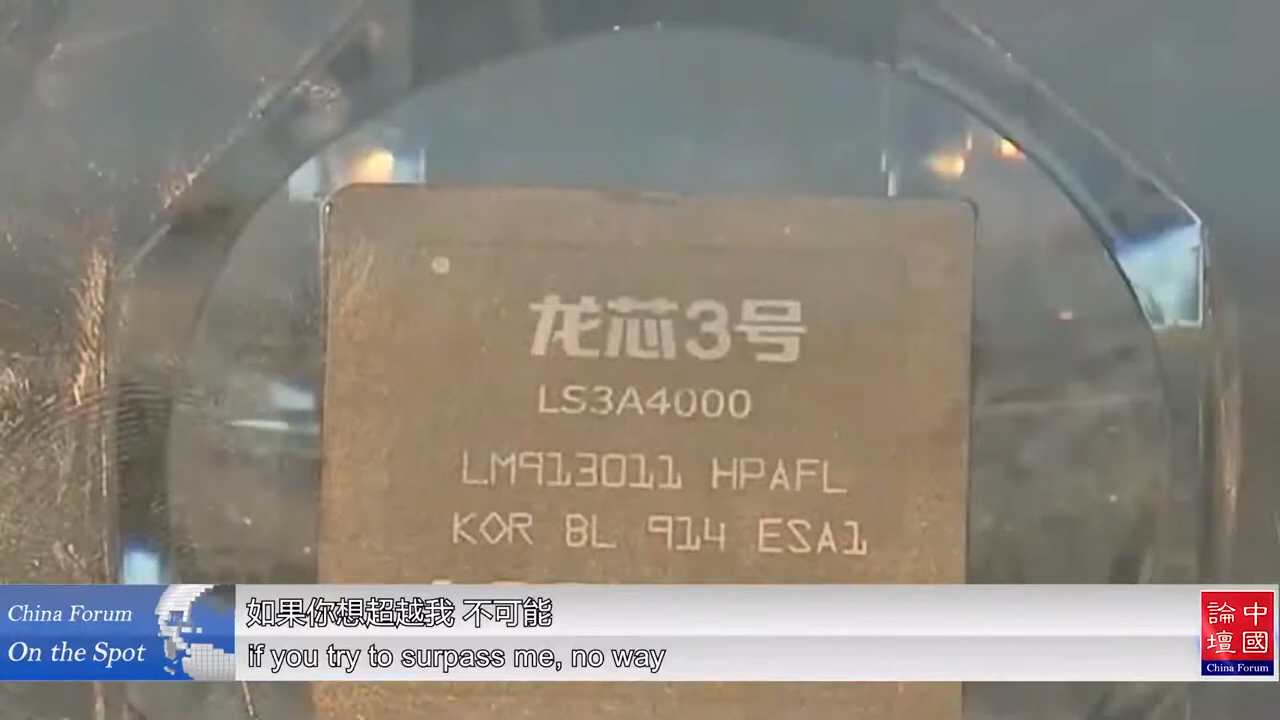 龙芯3号
LS3A4000
LM913011 HPAFL
KOR BL 914 ESA1
China Forum
On the Spot
如果你想超越我 不可能
if you try to surpass me, no way
中國論壇
China Forum